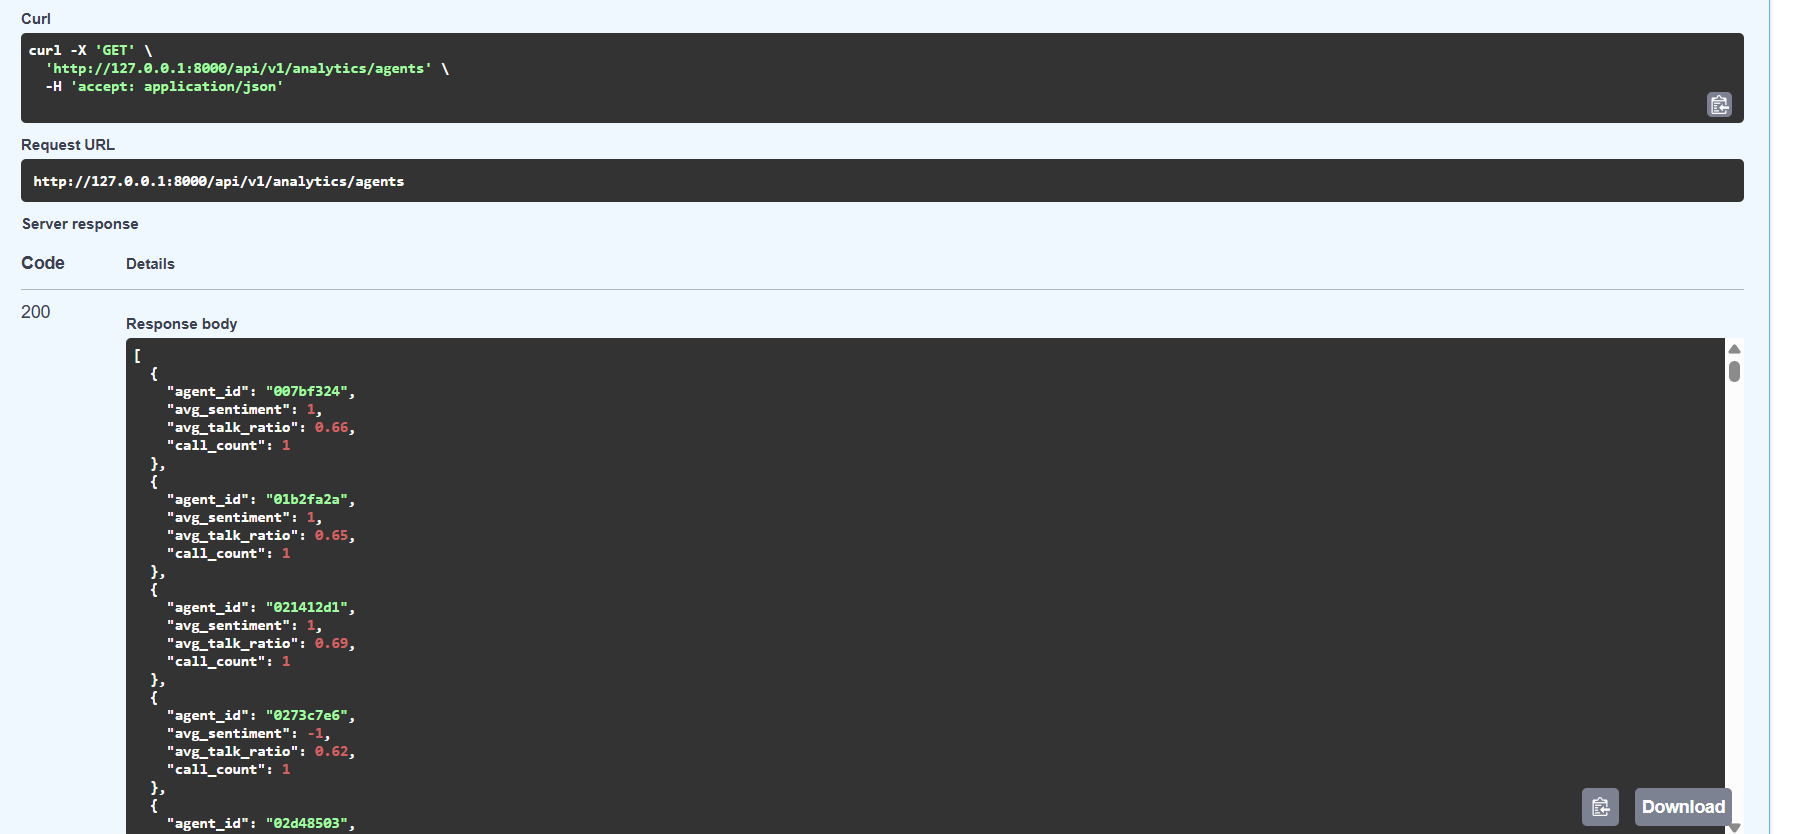 Curl
curl -X 'GET' \
  'http://127.0.0.1:8000/api/v1/analytics/agents' \
  -H 'accept: application/json'
Request URL
http://127.0.0.1:8000/api/v1/analytics/agents
Server response
Code Details
200
Response body
[
  {
    "agent_id": "007bf324",
    "avg_sentiment": 1,
    "avg_talk_ratio": 0.66,
    "call_count": 1
  },
  {
    "agent_id": "01b2fa2a",
    "avg_sentiment": 1,
    "avg_talk_ratio": 0.65,
    "call_count": 1
  },
  {
    "agent_id": "021412d1",
    "avg_sentiment": 1,
    "avg_talk_ratio": 0.69,
    "call_count": 1
  },
  {
    "agent_id": "0273c7e6",
    "avg_sentiment": -1,
    "avg_talk_ratio": 0.62,
    "call_count": 1
  },
  {
    "agent_id": "02d48503",
Download